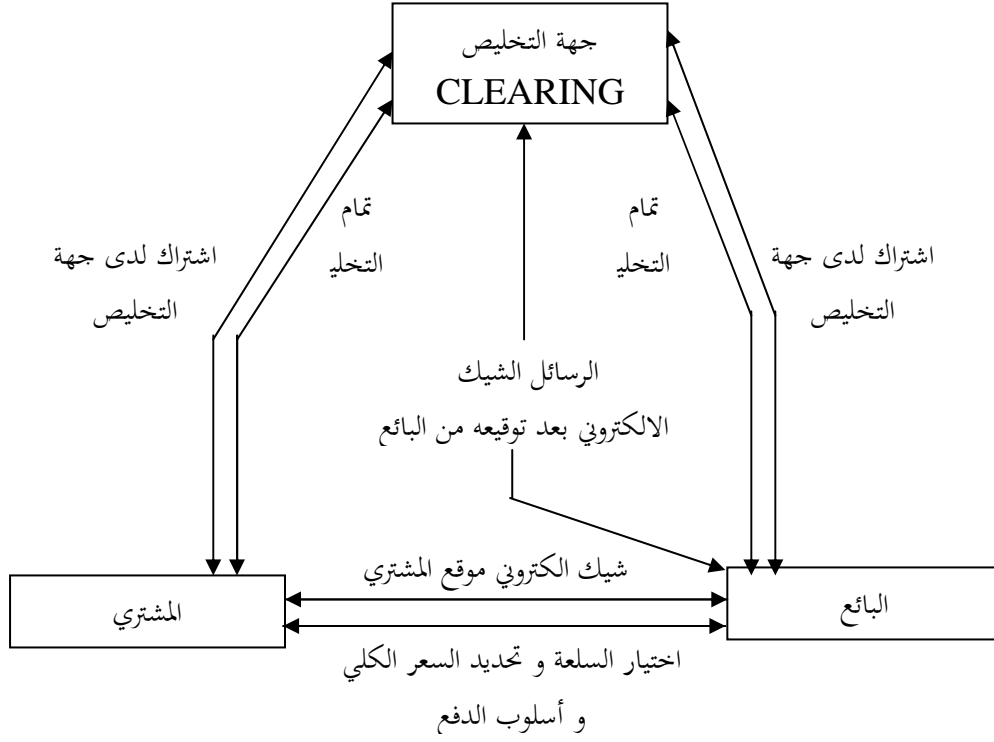 جهة التخليص
CLEARING
تمام
التخلي
تمام
التخلي
اشتراك لدى جهة
التخليص
اشتراك لدى جهة
التخليص
الرسائل الشيك
الالكتروني بعد توقيعه من البائع
شيك الكتروني موقع المشتري
البائع
المشتري
اختيار السلعة و تحديد السعر الكلي
و أسلوب الدفع